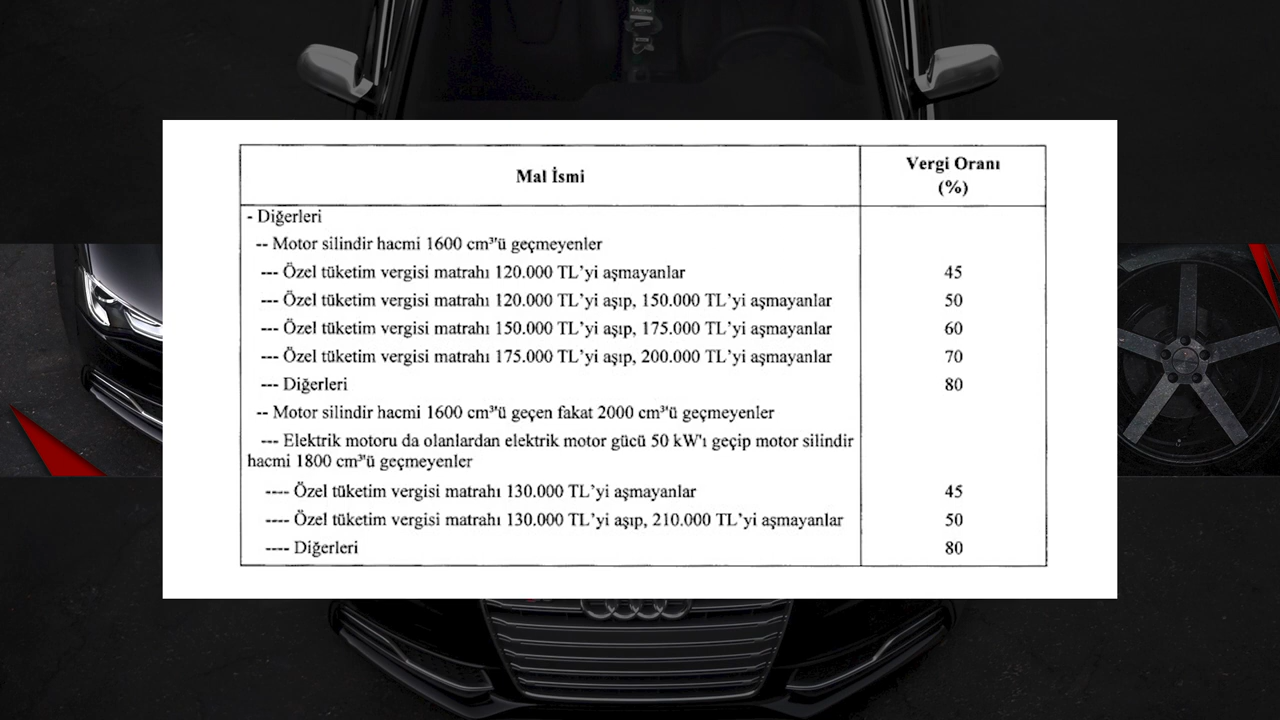 Mal İsmi
Vergi Oranı
(%)
- Diğerleri
-- Motor silindir hacmi 1600 cm³'ü geçmeyenler
--- Özel tüketim vergisi matrahı 120.000 TL'yi aşmayanlar 45
--- Özel tüketim vergisi matrahı 120.000 TL'yi aşıp, 150.000 TL'yi aşmayanlar 50
--- Özel tüketim vergisi matrahı 150.000 TL'yi aşıp, 175.000 TL'yi aşmayanlar 60
--- Özel tüketim vergisi matrahı 175.000 TL'yi aşıp, 200.000 TL'yi aşmayanlar 70
--- Diğerleri 80
-- Motor silindir hacmi 1600 cm³'ü geçen fakat 2000 cm³'ü geçmeyenler
--- Elektrik motoru da olanlardan elektrik motor gücü 50 kW'ı geçip motor silindir
hacmi 1800 cm³'ü geçmeyenler
---- Özel tüketim vergisi matrahı 130.000 TL'yi aşmayanlar 45
---- Özel tüketim vergisi matrahı 130.000 TL'yi aşıp, 210.000 TL'yi aşmayanlar 50
---- Diğerleri 80